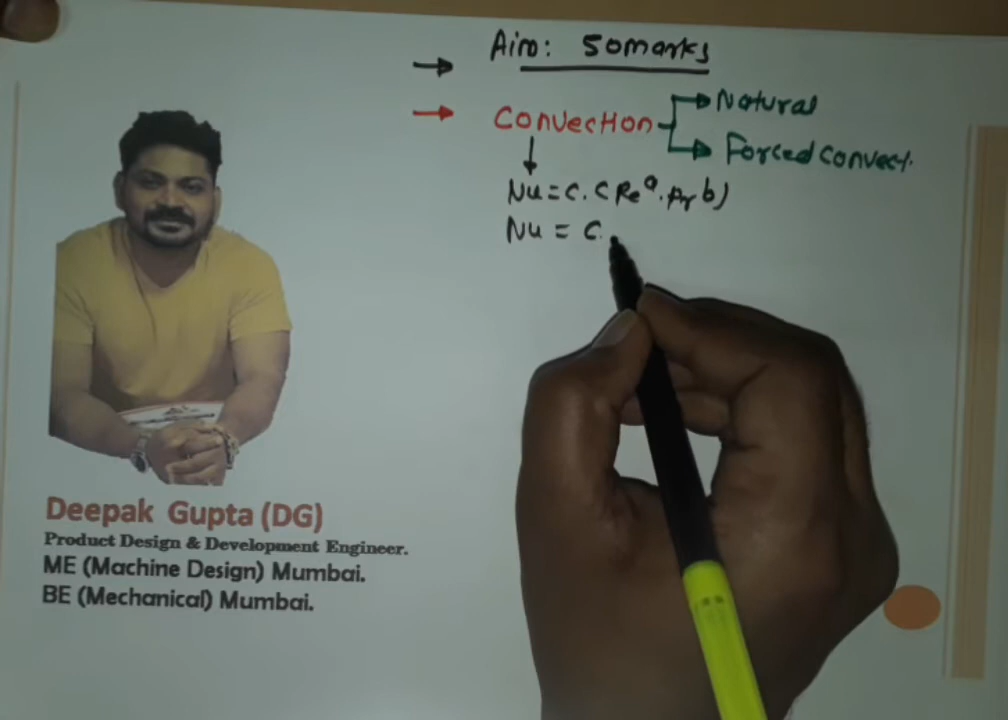 → Aim: 50marks
→ Convection → Natural
→ Forced convect.
Nu = C. (Re^a. Pr^b)
Nu = C.
Deepak Gupta (DG)
Product Design & Development Engineer.
ME (Machine Design) Mumbai.
BE (Mechanical) Mumbai.